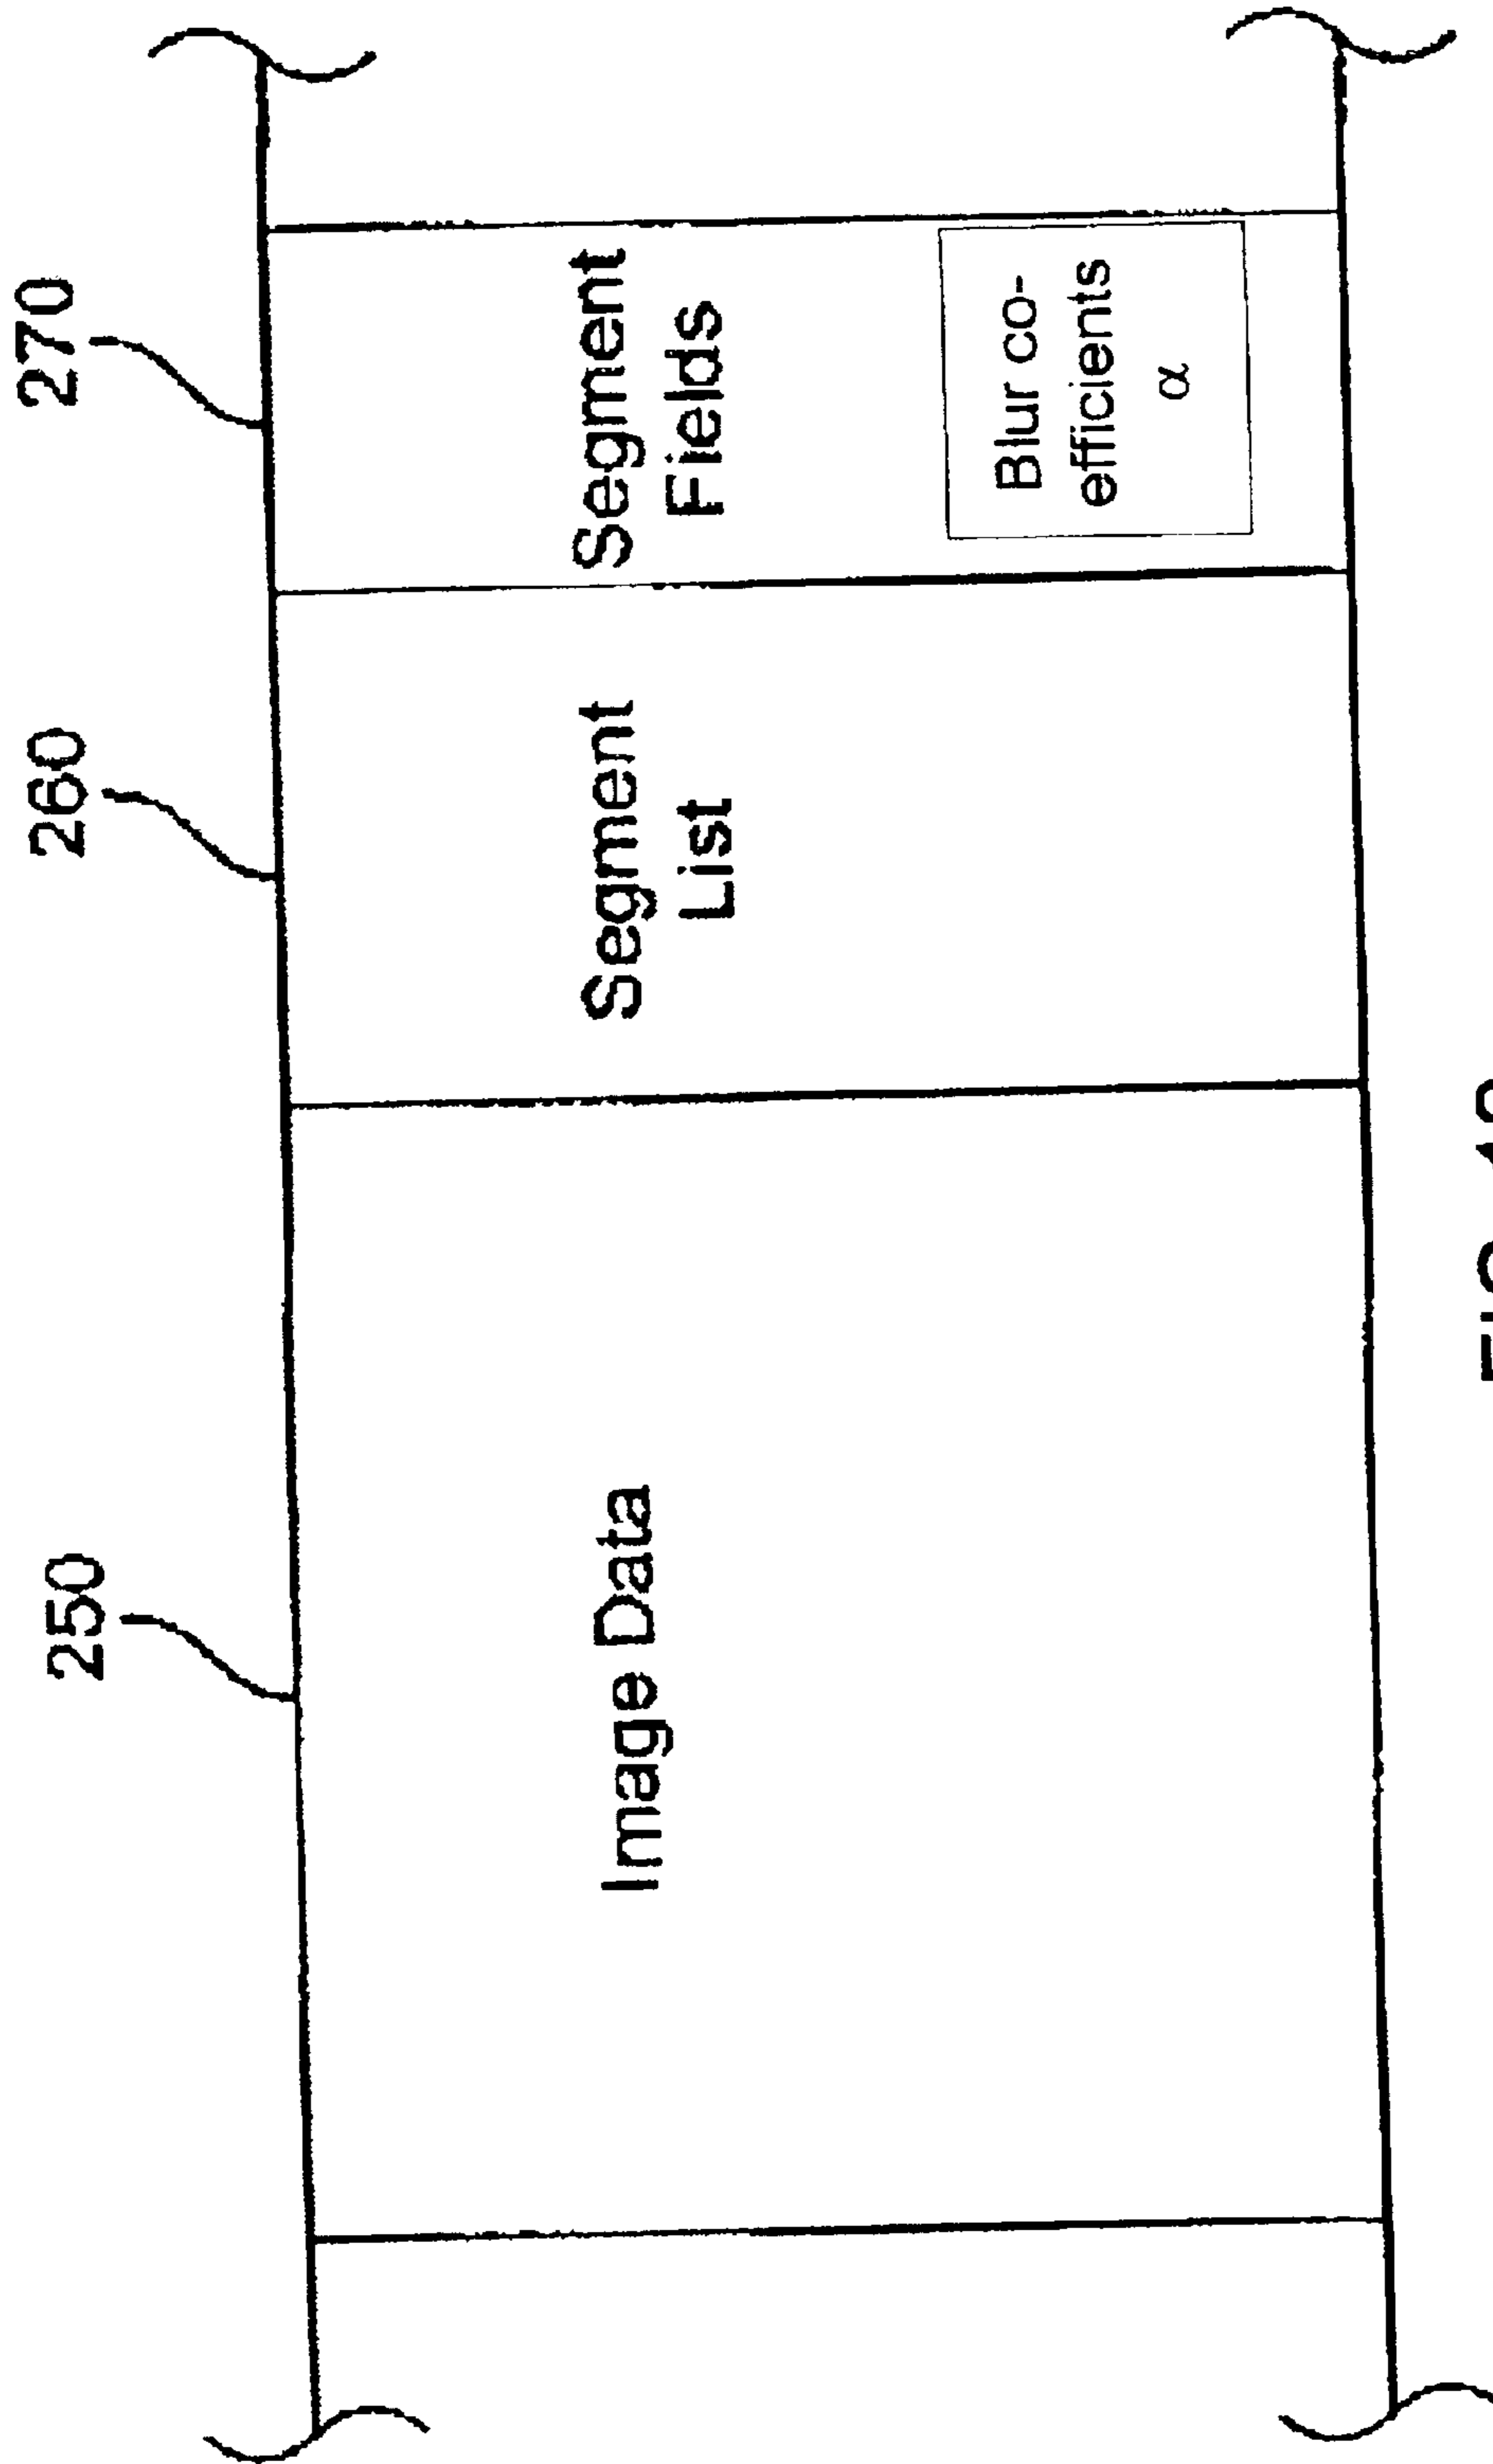 250
260
270
Image Data
Segment
List
Segment
Fields
Blur co-
efficients
α